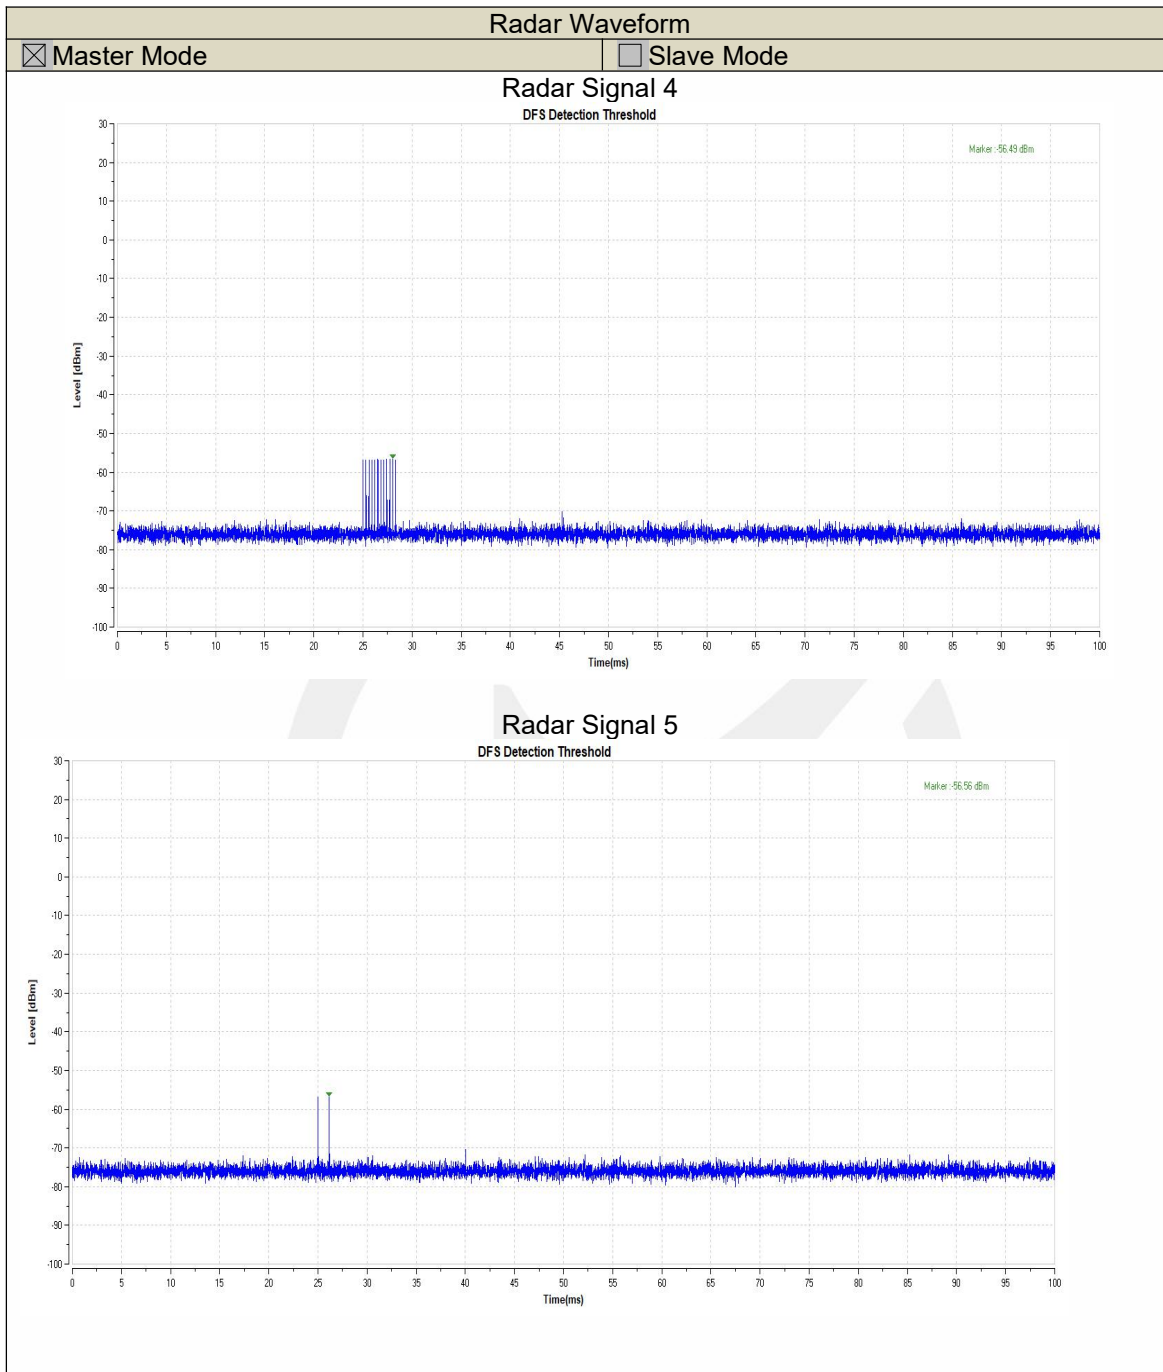 Radar Waveform
☒ Master Mode ☐ Slave Mode
Radar Signal 4
DFS Detection Threshold
Marker :-56.49 dBm
30
20
10
0
-10
-20
-30
-40
-50
-60
-70
-80
-90
-100
Level [dBm]
0 5 10 15 20 25 30 35 40 45 50 55 60 65 70 75 80 85 90 95 100
Time(ms)
Radar Signal 5
DFS Detection Threshold
Marker :-56.56 dBm
30
20
10
0
-10
-20
-30
-40
-50
-60
-70
-80
-90
-100
Level [dBm]
0 5 10 15 20 25 30 35 40 45 50 55 60 65 70 75 80 85 90 95 100
Time(ms)